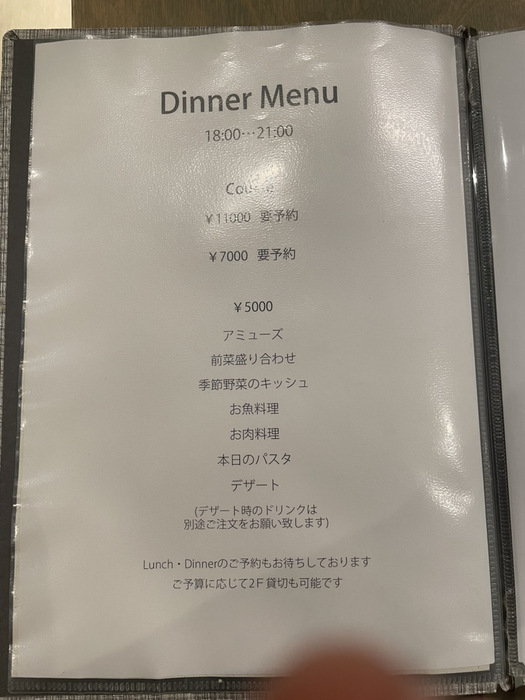 Dinner Menu
18:00…21:00
￥11000 要予約
￥7000 要予約
￥5000
アミューズ
前菜盛り合わせ
季節野菜のキッシュ
お魚料理
お肉料理
本日のパスタ
デザート
(デザート時のドリンクは
別途ご注文をお願い致します)
Lunch・Dinnerのご予約もお待ちしております
ご予算に応じて2F 貸切も可能です